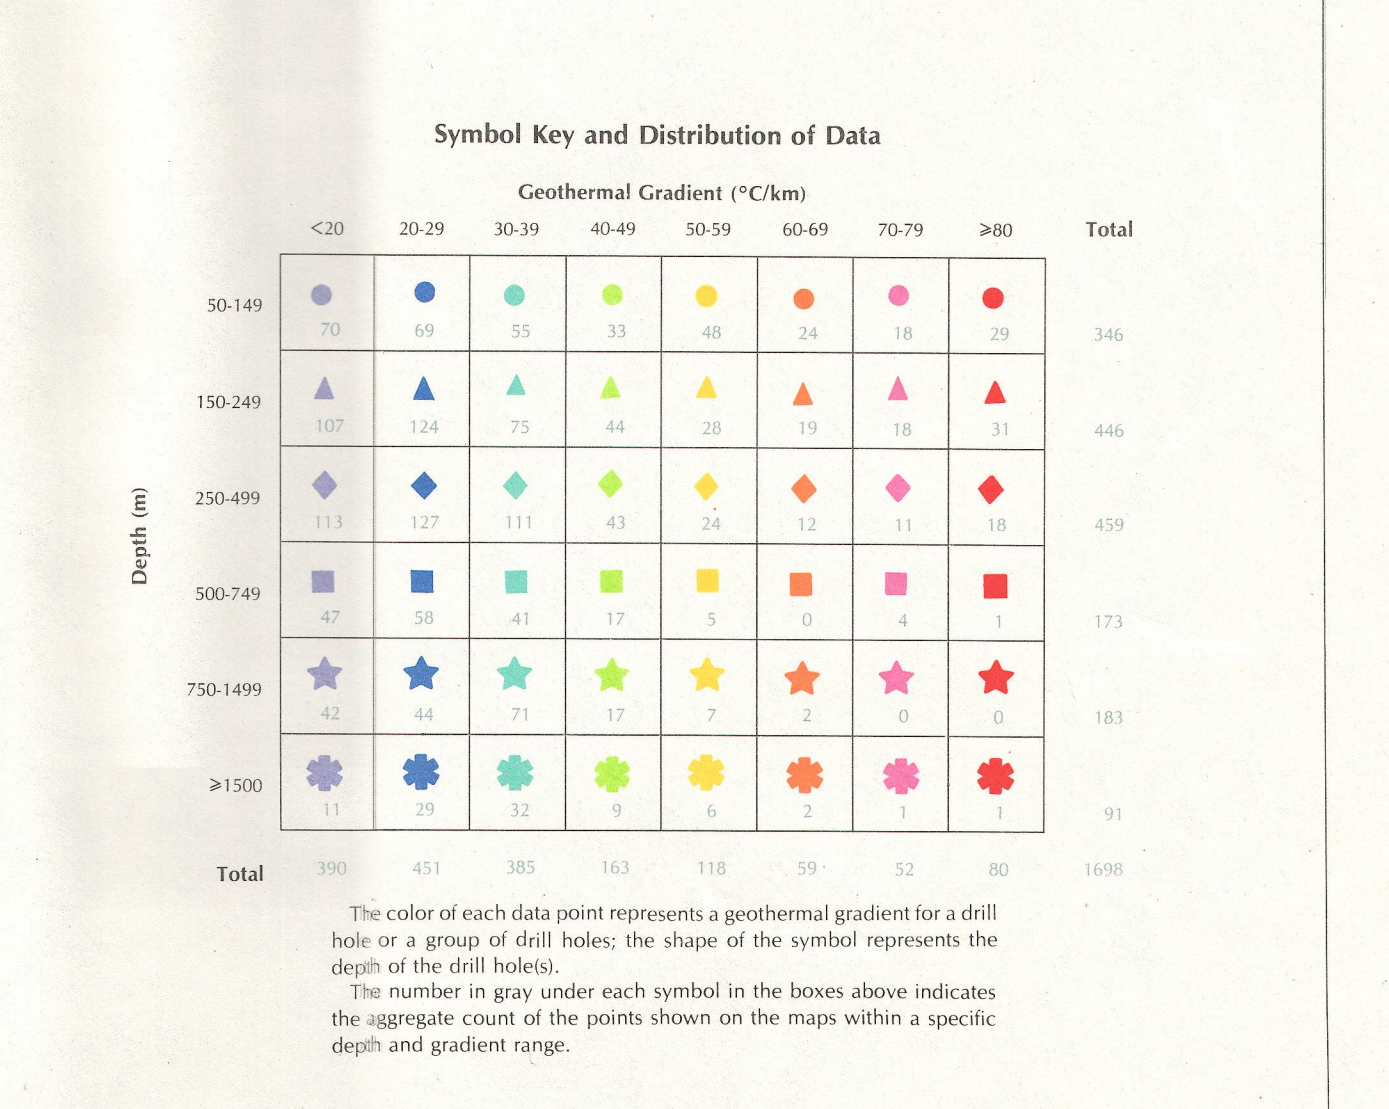 Symbol Key and Distribution of Data
Geothermal Gradient (°C/km)
<20 20-29 30-39 40-49 50-59 60-69 70-79 ⩾80 Total
50-149
70 69 55 33 48 24 18 29 346
150-249
107 124 75 44 28 19 18 31 446
Depth (m)
250-499
113 127 111 43 24 12 11 18 459
500-749
47 58 41 17 5 0 4 1 173
750-1499
42 44 71 17 7 2 0 0 183
⩾1500
11 29 32 9 6 2 1 1 91
Total 390 451 385 163 118 59 52 80 1698
The color of each data point represents a geothermal gradient for a drill
hole or a group of drill holes; the shape of the symbol represents the
depth of the drill hole(s).
The number in gray under each symbol in the boxes above indicates
the aggregate count of the points shown on the maps within a specific
depth and gradient range.